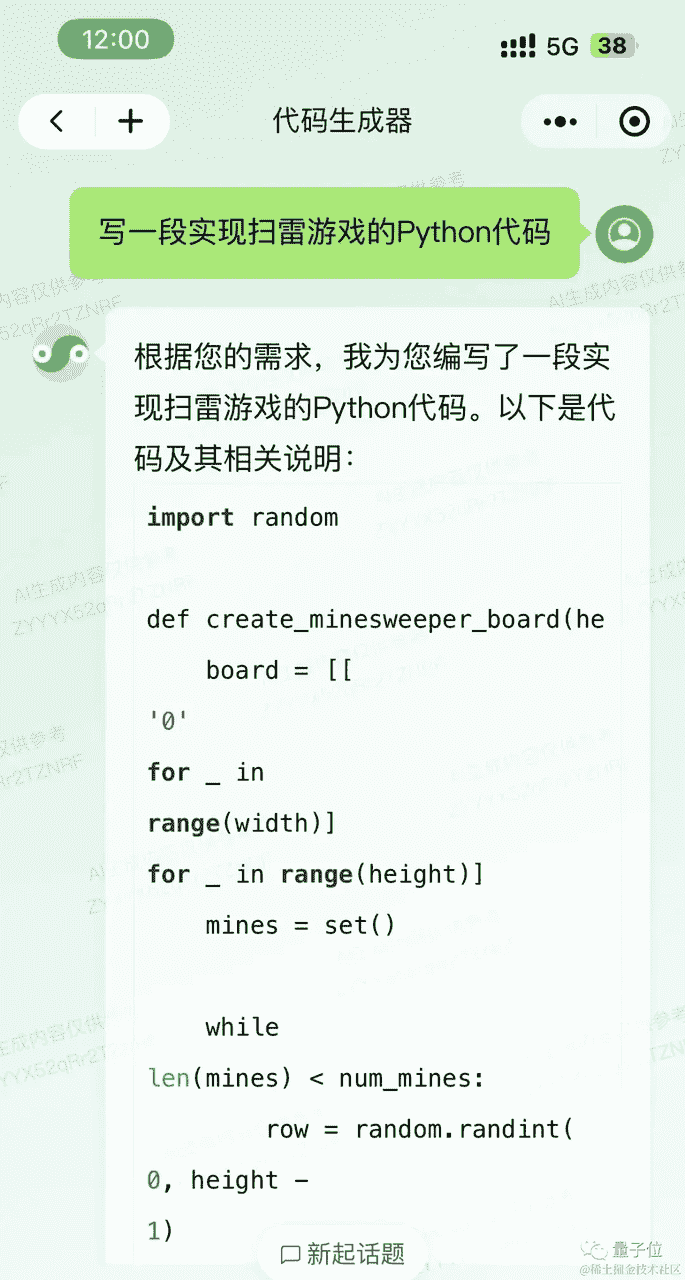 12:00
5G 38
代码生成器
写一段实现扫雷游戏的Python代码
根据您的需求，我为您编写了一段实
现扫雷游戏的Python代码。以下是代
码及其相关说明：
import random
def create_minesweeper_board(he
board = [[
'0'
for _ in
range(width)]
for _ in range(height)]
mines = set()
while
len(mines) < num_mines:
row = random.randint(
0, height -
1)
新起话题
量子位
@稀土掘金技术社区